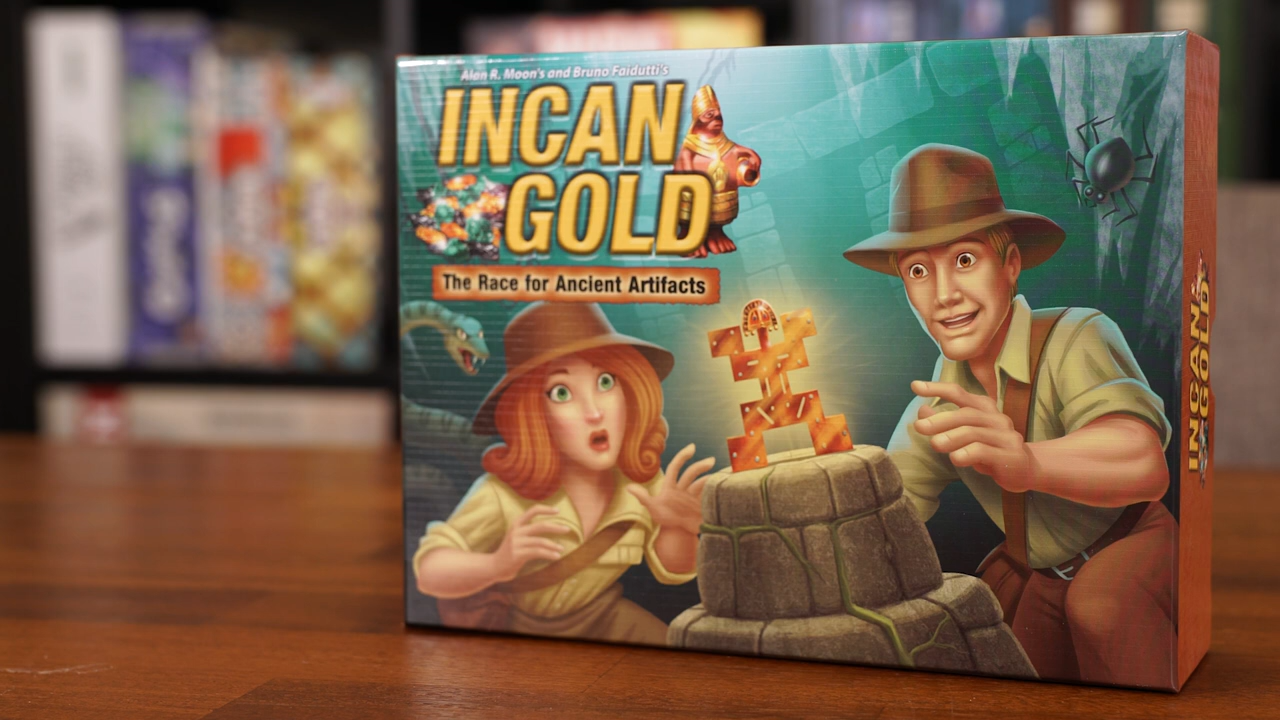 Alan R. Moon's and Bruno Faidutti's
INCAN
GOLD
The Race for Ancient Artifacts
INCAN
GOLD